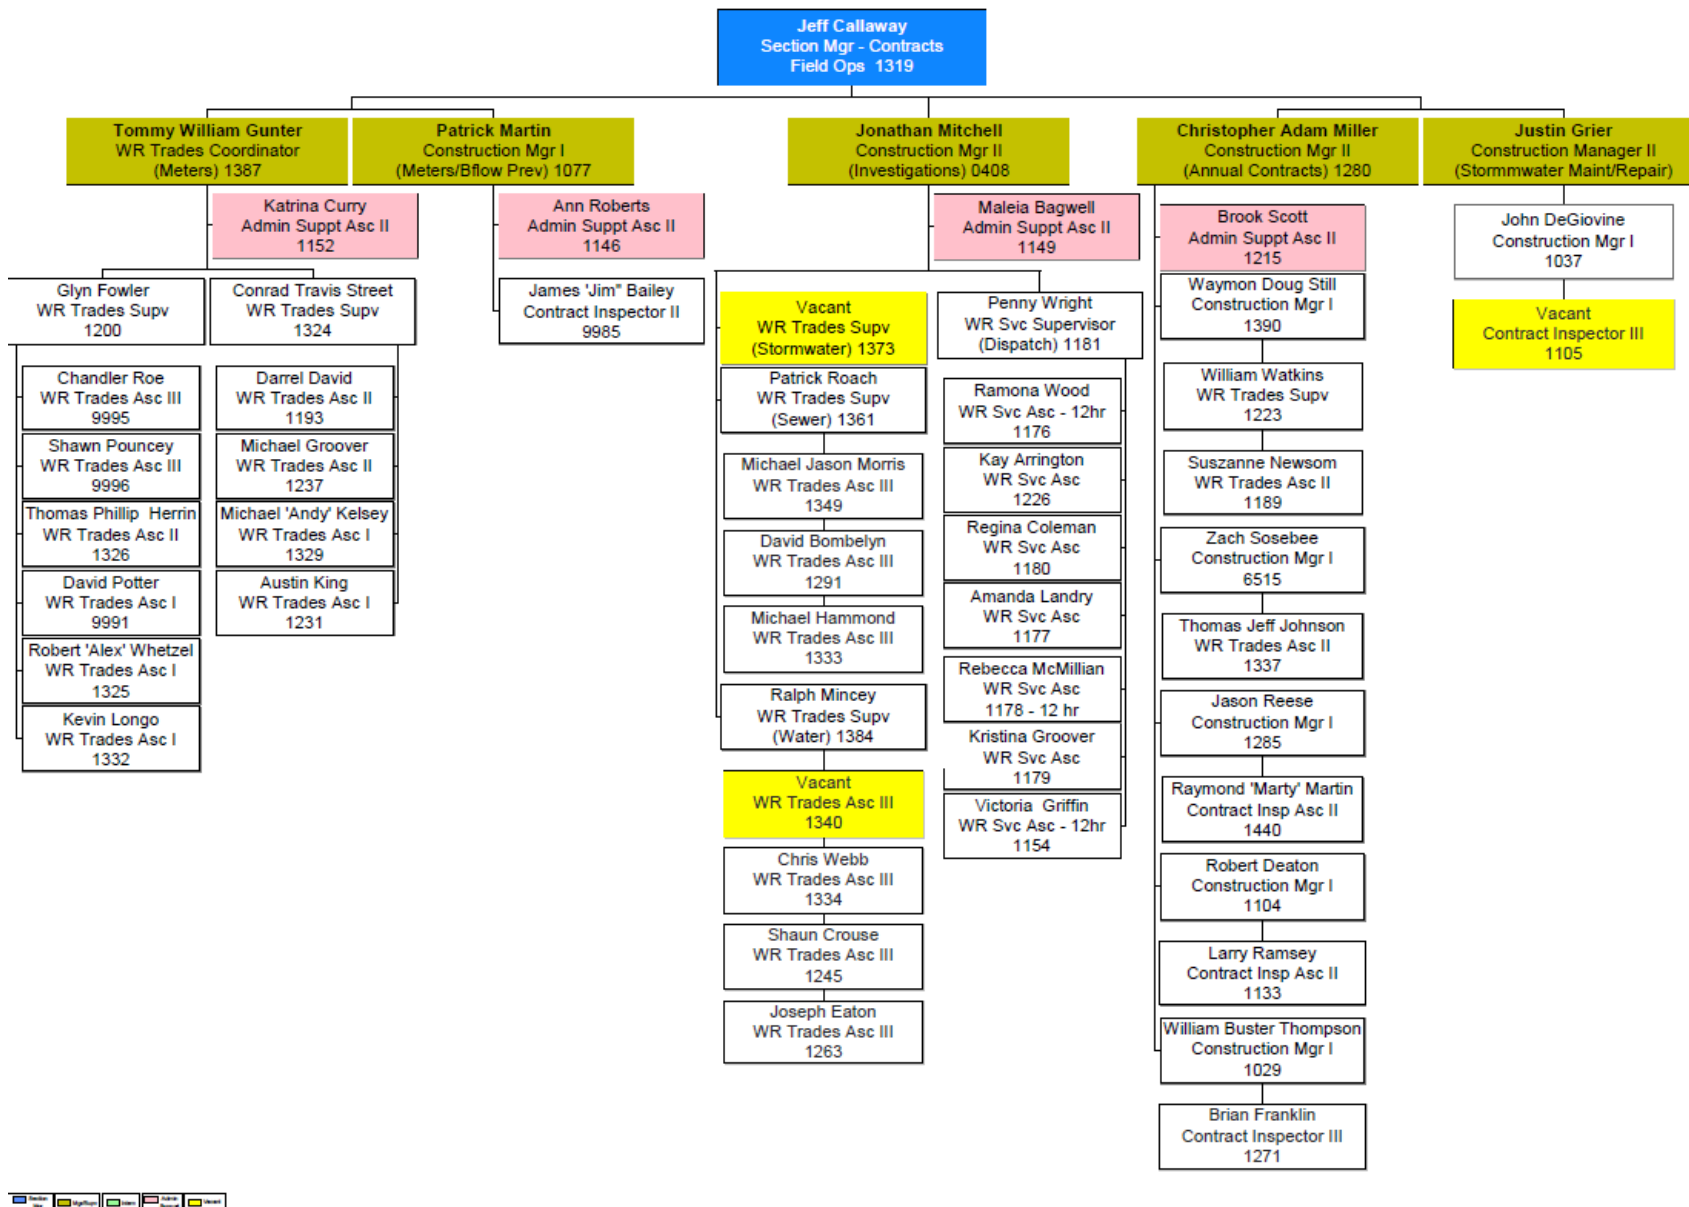 Jeff Callaway
Section Mgr - Contracts
Field Ops 1319
Tommy William Gunter
WR Trades Coordinator
(Meters) 1387
Patrick Martin
Construction Mgr I
(Meters/Bflow Prev) 1077
Jonathan Mitchell
Construction Mgr II
(Investigations) 0408
Christopher Adam Miller
Construction Mgr II
(Annual Contracts) 1280
Justin Grier
Construction Manager II
(Stormmwater Maint/Repair)
Katrina Curry
Admin Suppt Asc II
1152
Glyn Fowler
WR Trades Supv
1200
Conrad Travis Street
WR Trades Supv
1324
Chandler Roe
WR Trades Asc III
9995
Shawn Pouncey
WR Trades Asc III
9996
Thomas Phillip Herrin
WR Trades Asc II
1326
David Potter
WR Trades Asc I
9991
Robert 'Alex' Whetzel
WR Trades Asc I
1325
Kevin Longo
WR Trades Asc I
1332
Darrel David
WR Trades Asc II
1193
Michael Groover
WR Trades Asc II
1237
Michael 'Andy' Kelsey
WR Trades Asc I
1329
Austin King
WR Trades Asc I
1231
Ann Roberts
Admin Suppt Asc II
1146
James 'Jim" Bailey
Contract Inspector II
9985
Maleia Bagwell
Admin Suppt Asc II
1149
Vacant
WR Trades Supv
(Stormwater) 1373
Patrick Roach
WR Trades Supv
(Sewer) 1361
Michael Jason Morris
WR Trades Asc III
1349
David Bombelyn
WR Trades Asc III
1291
Michael Hammond
WR Trades Asc III
1333
Ralph Mincey
WR Trades Supv
(Water) 1384
Vacant
WR Trades Asc III
1340
Chris Webb
WR Trades Asc III
1334
Shaun Crouse
WR Trades Asc III
1245
Joseph Eaton
WR Trades Asc III
1263
Penny Wright
WR Svc Supervisor
(Dispatch) 1181
Ramona Wood
WR Svc Asc - 12hr
1176
Kay Arrington
WR Svc Asc
1226
Regina Coleman
WR Svc Asc
1180
Amanda Landry
WR Svc Asc
1177
Rebecca McMillian
WR Svc Asc
1178 - 12 hr
Kristina Groover
WR Svc Asc
1179
Victoria Griffin
WR Svc Asc - 12hr
1154
Brook Scott
Admin Suppt Asc II
1215
Waymon Doug Still
Construction Mgr I
1390
William Watkins
WR Trades Supv
1223
Suszanne Newsom
WR Trades Asc II
1189
Zach Sosebee
Construction Mgr I
6515
Thomas Jeff Johnson
WR Trades Asc II
1337
Jason Reese
Construction Mgr I
1285
Raymond 'Marty' Martin
Contract Insp Asc II
1440
Robert Deaton
Construction Mgr I
1104
Larry Ramsey
Contract Insp Asc II
1133
William Buster Thompson
Construction Mgr I
1029
Brian Franklin
Contract Inspector III
1271
John DeGiovine
Construction Mgr I
1037
Vacant
Contract Inspector III
1105
Vacant